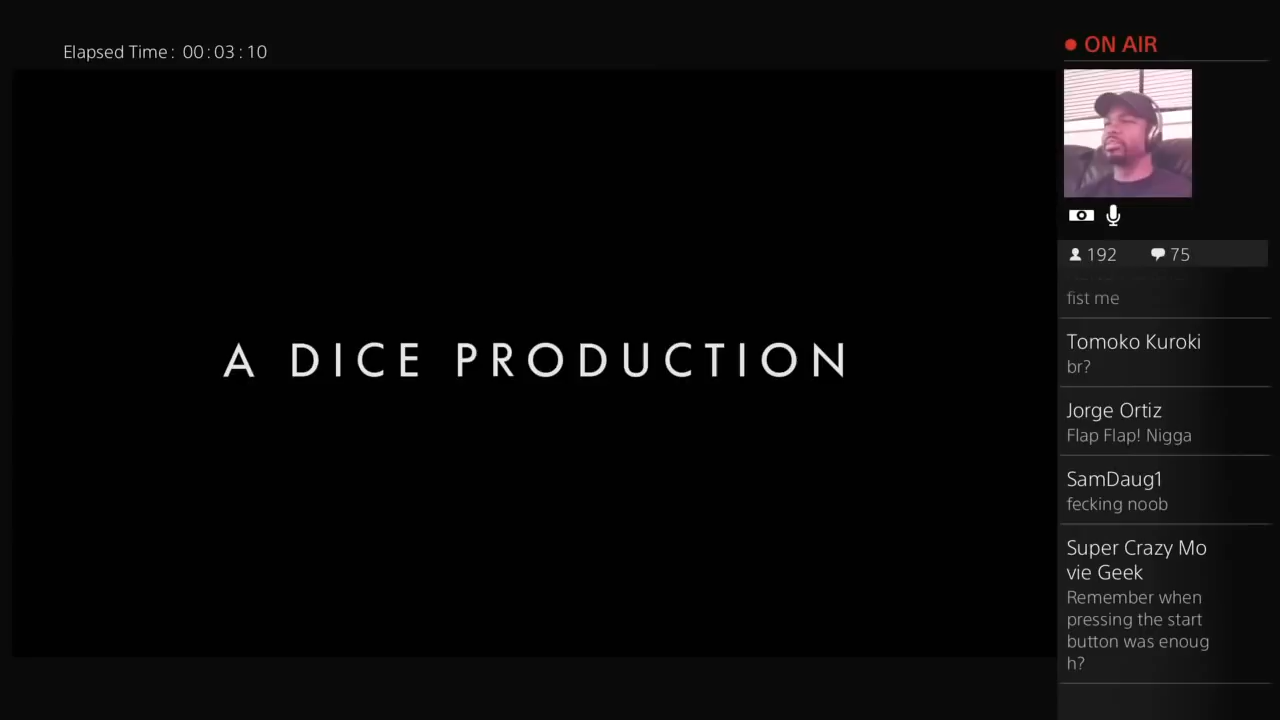 Elapsed Time: 00:03:10
ON AIR
A DICE PRODUCTION
192 75
fist me
Tomoko Kuroki
br?
Jorge Ortiz
Flap Flap! Nigga
SamDaug1
fecking noob
Super Crazy Mo
vie Geek
Remember when
pressing the start
button was enoug
h?